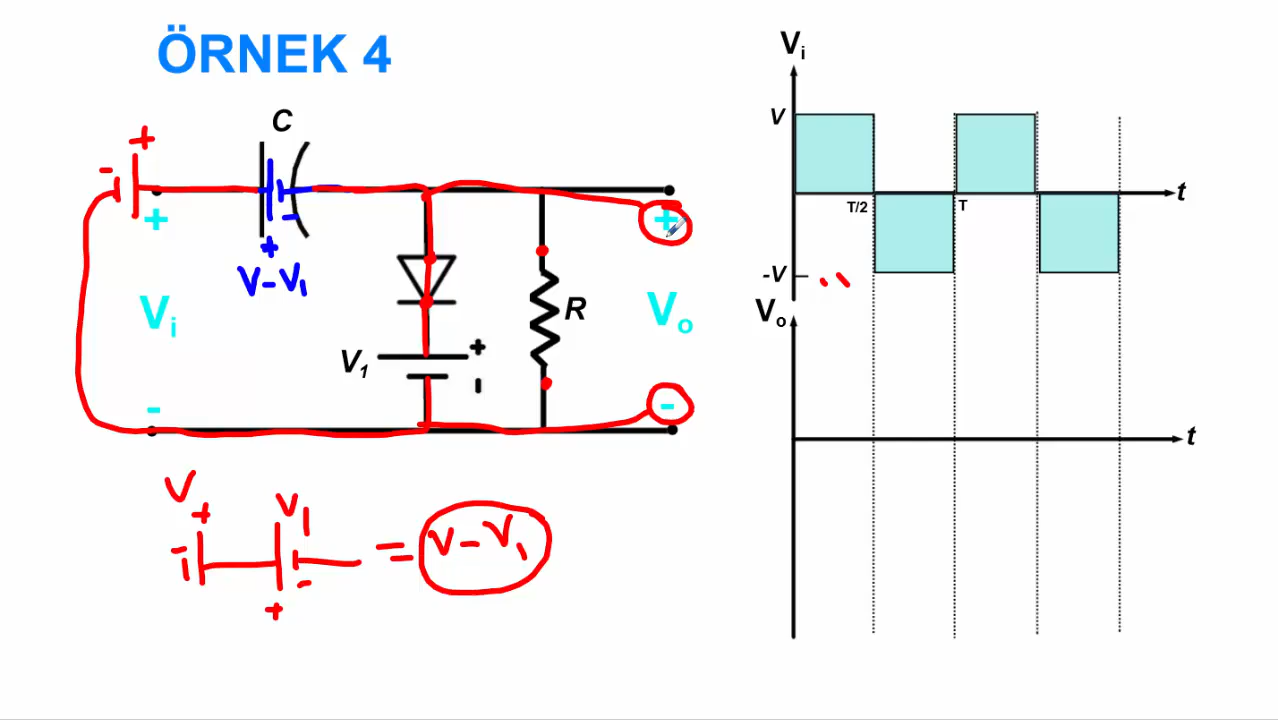 ÖRNEK 4
C
+
-
+
+
-
V-V₁
+
Vᵢ
-
V₁
+
-
R
+
Vₒ
-
V
+
-
V₁
-
+
= V-V₁
Vᵢ
V
t
T/2
T
-V
Vₒ
t